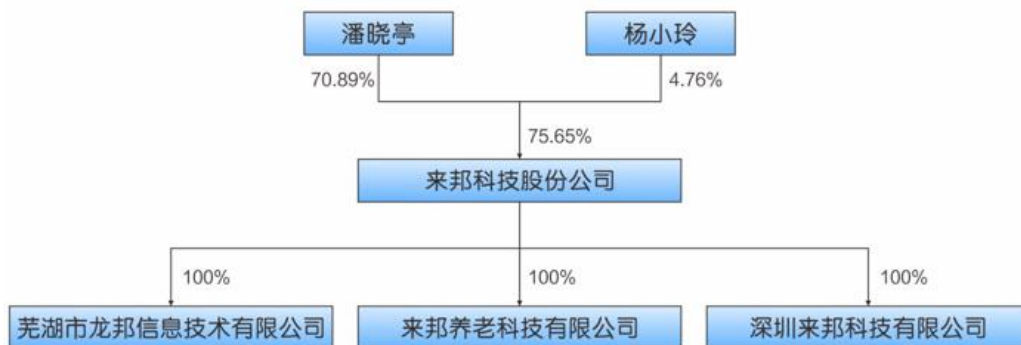 潘晓亭
杨小玲
70.89%
4.76%
75.65%
来邦科技股份公司
100%
100%
100%
芜湖市龙邦信息技术有限公司
来邦养老科技有限公司
深圳来邦科技有限公司